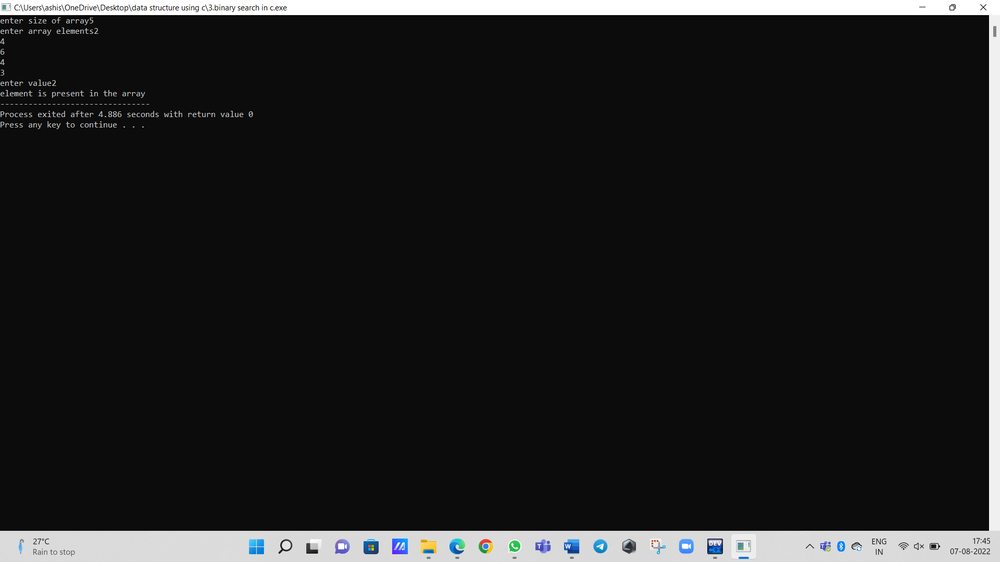 C:\Users\ashis\OneDrive\Desktop\data structure using c\3.binary search in c.exe
enter size of array5
enter array elements2
4
6
4
3
enter value2
element is present in the array
--------------------------------
Process exited after 4.886 seconds with return value 0
Press any key to continue . . .
27°C
Rain to stop
W
DEV
C++
ENG
IN
17:45
07-08-2022